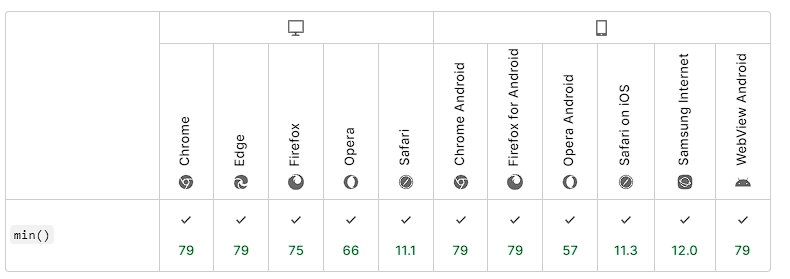 Chrome
Edge
Firefox
Opera
Safari
Chrome Android
Firefox for Android
Opera Android
Safari on iOS
Samsung Internet
WebView Android
min()
79 79 75 66 11.1 79 79 57 11.3 12.0 79